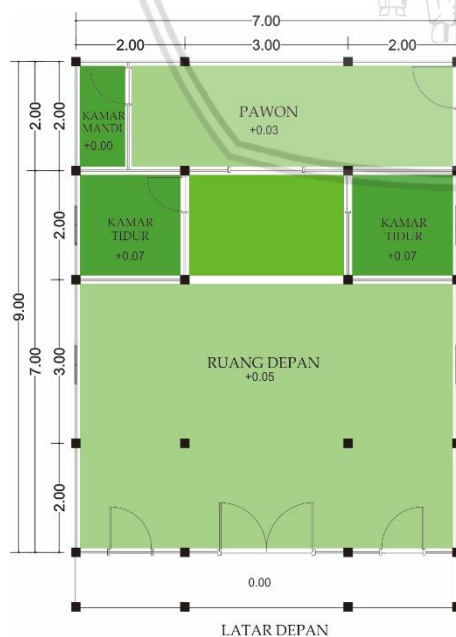 7.00
2.00 3.00 2.00
2.00
2.00
KAMAR
MANDI
+0.00
PAWON
+0.03
2.00
KAMAR
TIDUR
+0.07
KAMAR
TIDUR
+0.07
9.00
7.00
3.00
RUANG DEPAN
+0.05
2.00
0.00
LATAR DEPAN